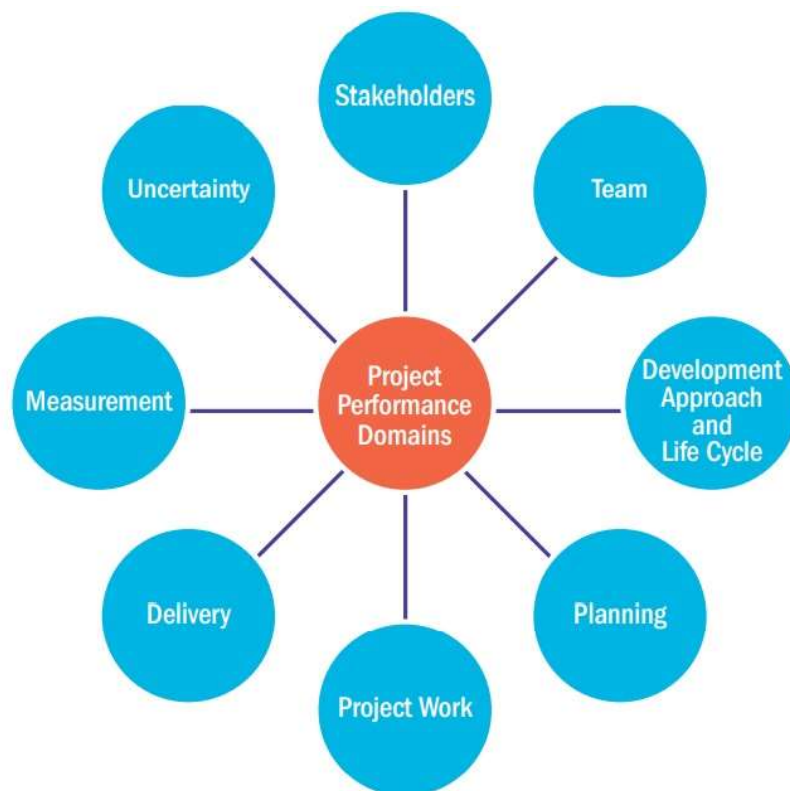 Stakeholders
Uncertainty
Team
Measurement
Project
Performance
Domains
Development
Approach
and
Life Cycle
Delivery
Planning
Project Work